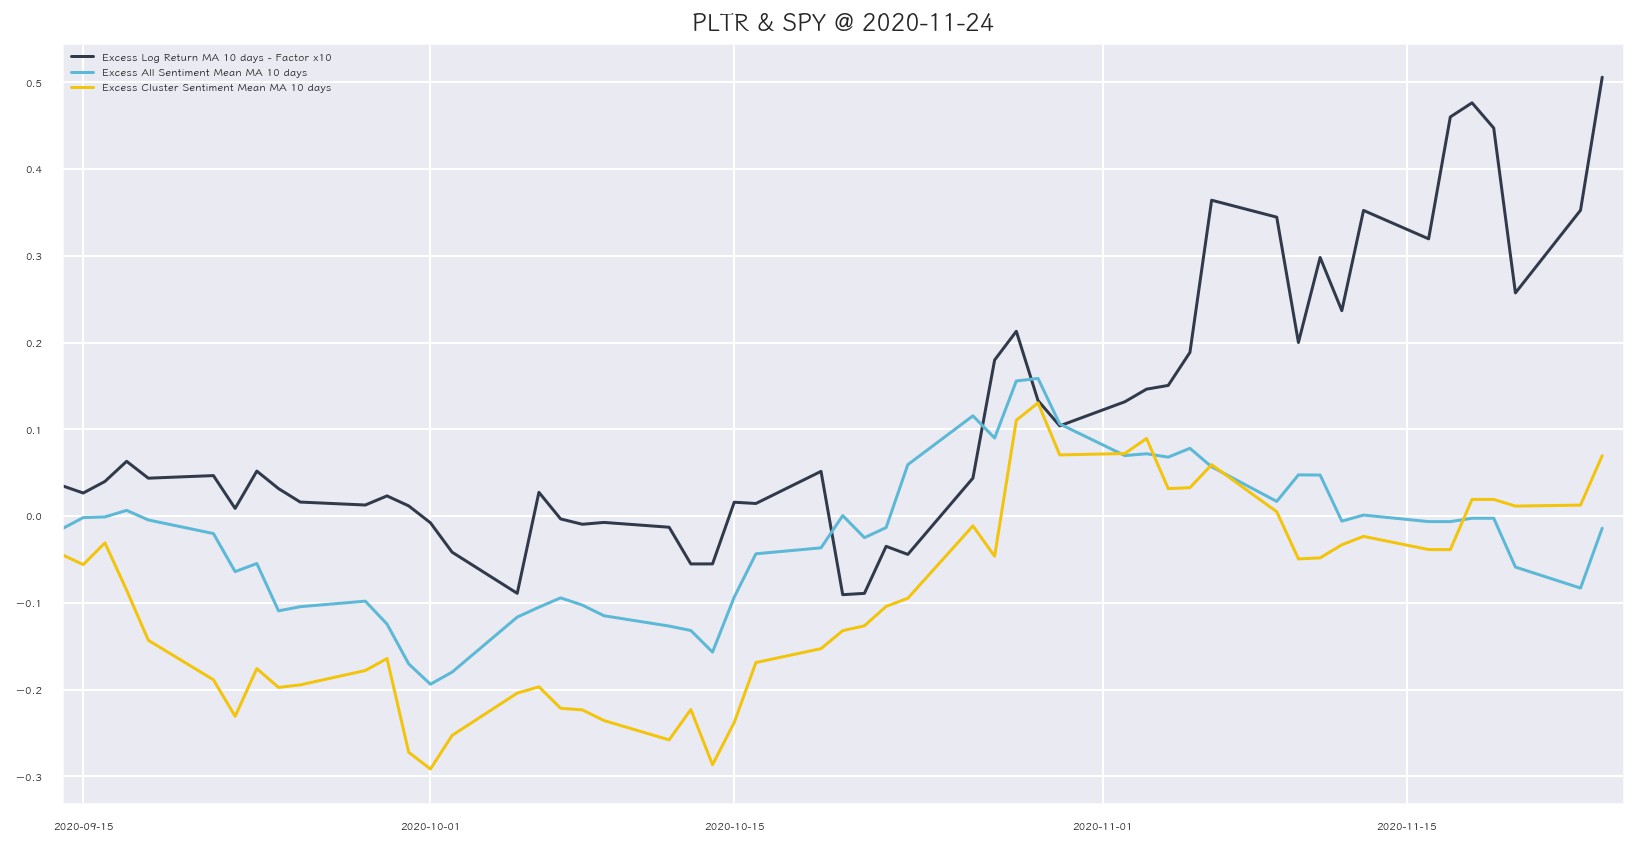 PLTR & SPY @ 2020-11-24
Excess Log Return MA 10 days - Factor x10
Excess All Sentiment Mean MA 10 days
Excess Cluster Sentiment Mean MA 10 days
0.5
0.4
0.3
0.2
0.1
0.0
−0.1
−0.2
−0.3
2020-09-15 2020-10-01 2020-10-15 2020-11-01 2020-11-15